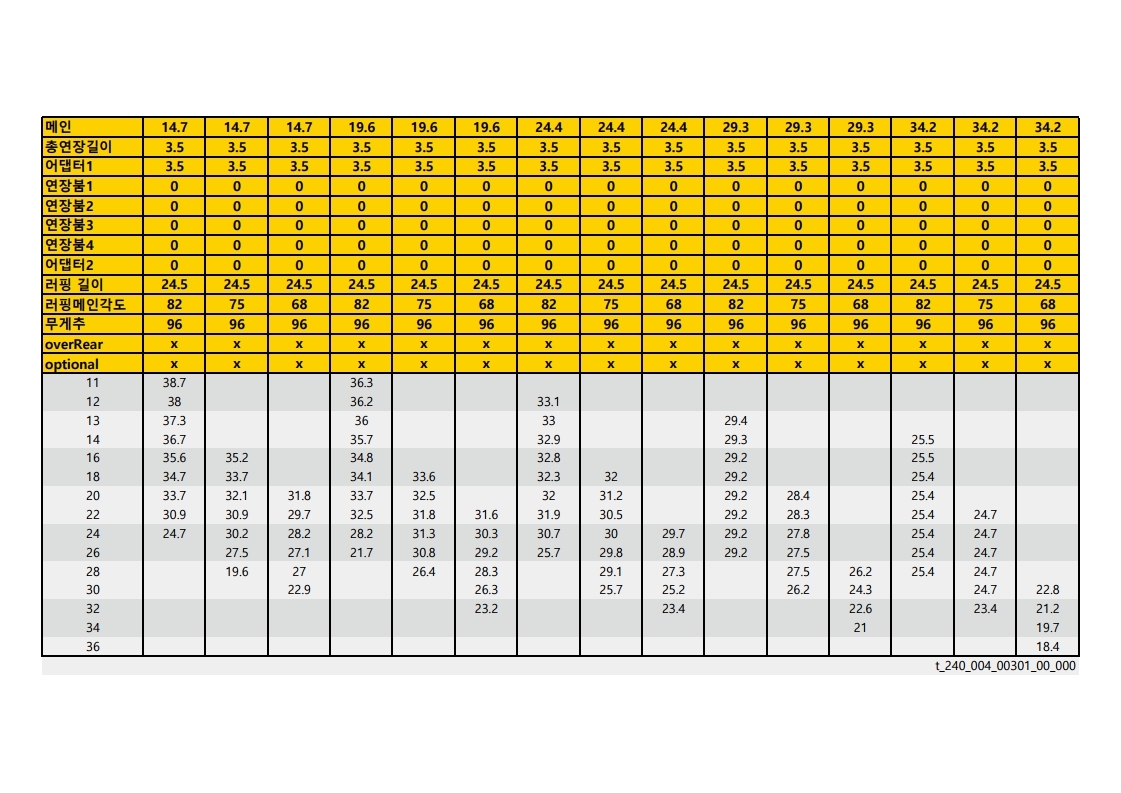 메인 14.7 14.7 14.7 19.6 19.6 19.6 24.4 24.4 24.4 29.3 29.3 29.3 34.2 34.2 34.2
총연장길이 3.5 3.5 3.5 3.5 3.5 3.5 3.5 3.5 3.5 3.5 3.5 3.5 3.5 3.5 3.5
어댑터1 3.5 3.5 3.5 3.5 3.5 3.5 3.5 3.5 3.5 3.5 3.5 3.5 3.5 3.5 3.5
연장붐1 0 0 0 0 0 0 0 0 0 0 0 0 0 0 0
연장붐2 0 0 0 0 0 0 0 0 0 0 0 0 0 0 0
연장붐3 0 0 0 0 0 0 0 0 0 0 0 0 0 0 0
연장붐4 0 0 0 0 0 0 0 0 0 0 0 0 0 0 0
어댑터2 0 0 0 0 0 0 0 0 0 0 0 0 0 0 0
러핑 길이 24.5 24.5 24.5 24.5 24.5 24.5 24.5 24.5 24.5 24.5 24.5 24.5 24.5 24.5 24.5
러핑메인각도 82 75 68 82 75 68 82 75 68 82 75 68 82 75 68
무게추 96 96 96 96 96 96 96 96 96 96 96 96 96 96 96
overRear x x x x x x x x x x x x x x x
optional x x x x x x x x x x x x x x x
11 38.7 36.3
12 38 36.2 33.1
13 37.3 36 33 29.4
14 36.7 35.7 32.9 29.3 25.5
16 35.6 35.2 34.8 32.8 29.2 25.5
18 34.7 33.7 34.1 33.6 32.3 32 29.2 25.4
20 33.7 32.1 31.8 33.7 32.5 32 31.2 29.2 28.4 25.4
22 30.9 30.9 29.7 32.5 31.8 31.6 31.9 30.5 29.2 28.3 25.4 24.7
24 24.7 30.2 28.2 28.2 31.3 30.3 30.7 30 29.7 29.2 27.8 25.4 24.7
26 27.5 27.1 21.7 30.8 29.2 25.7 29.8 28.9 29.2 27.5 25.4 24.7
28 19.6 27 26.4 28.3 29.1 27.3 27.5 26.2 25.4 24.7
30 22.9 26.3 25.7 25.2 26.2 24.3 24.7 22.8
32 23.2 23.4 22.6 23.4 21.2
34 21 19.7
36 18.4
t_240_004_00301_00_000